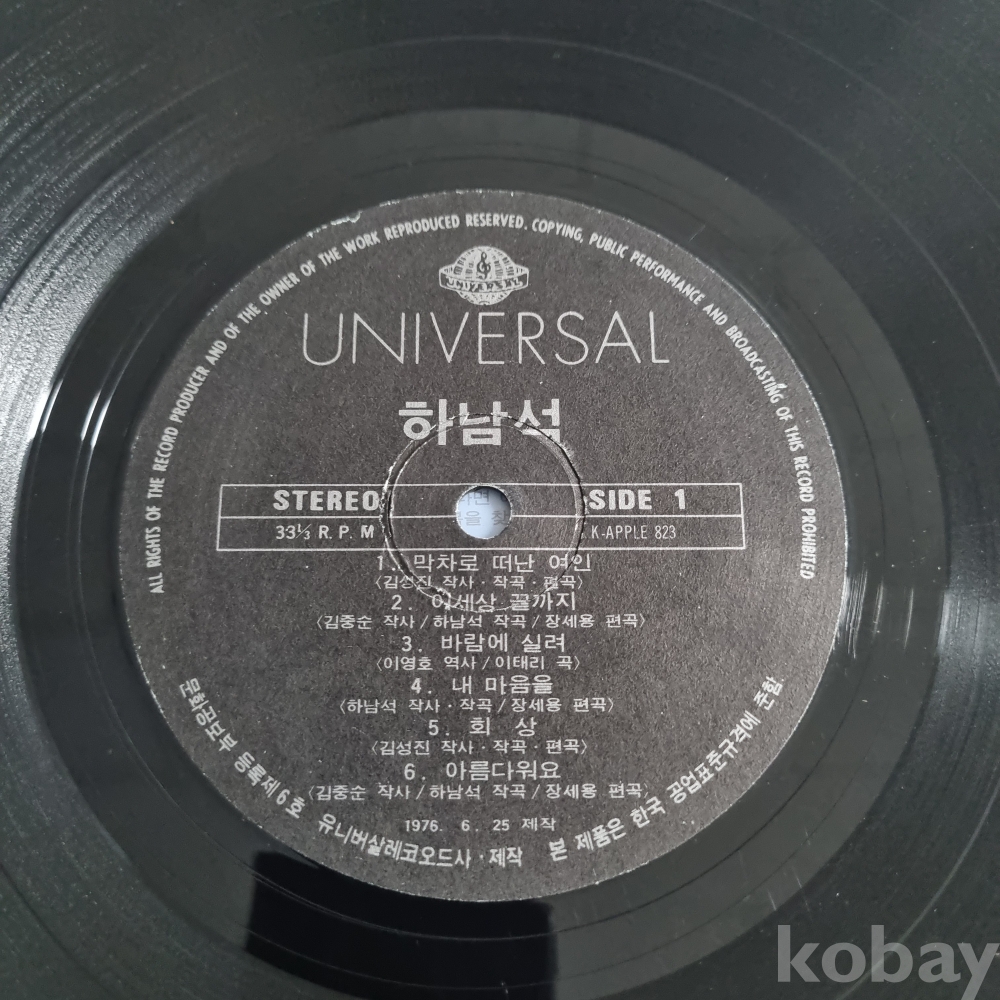 ALL RIGHTS OF THE RECORD PRODUCER AND OF THE OWNER OF THE WORK REPRODUCED RESERVED. COPYING, PUBLIC PERFORMANCE AND BROADCASTING OF THIS RECORD PROHIBITED
UNIVERSAL
UNIVERSAL
하남석
STEREO
SIDE 1
33⅓ R. P. M
K-APPLE 823
1. 막차로 떠난 여인
〈김성진 작사·작곡·편곡〉
2. 이세상 끝까지
〈김중순 작사/하남석 작곡/장세용 편곡〉
3. 바람에 실려
〈이영호 역사/이태리 곡〉
4. 내 마음을
〈하남석 작사·작곡/장세용 편곡〉
5. 회 상
〈김성진 작사·작곡·편곡〉
6. 아름다워요
〈김중순 작사/하남석 작곡/장세용 편곡〉
1976. 6. 25 제작
문화공보부 등록제6호 유니버살레코오드사·제작 본 제품은 한국 공업표준규격에 준함
kobay